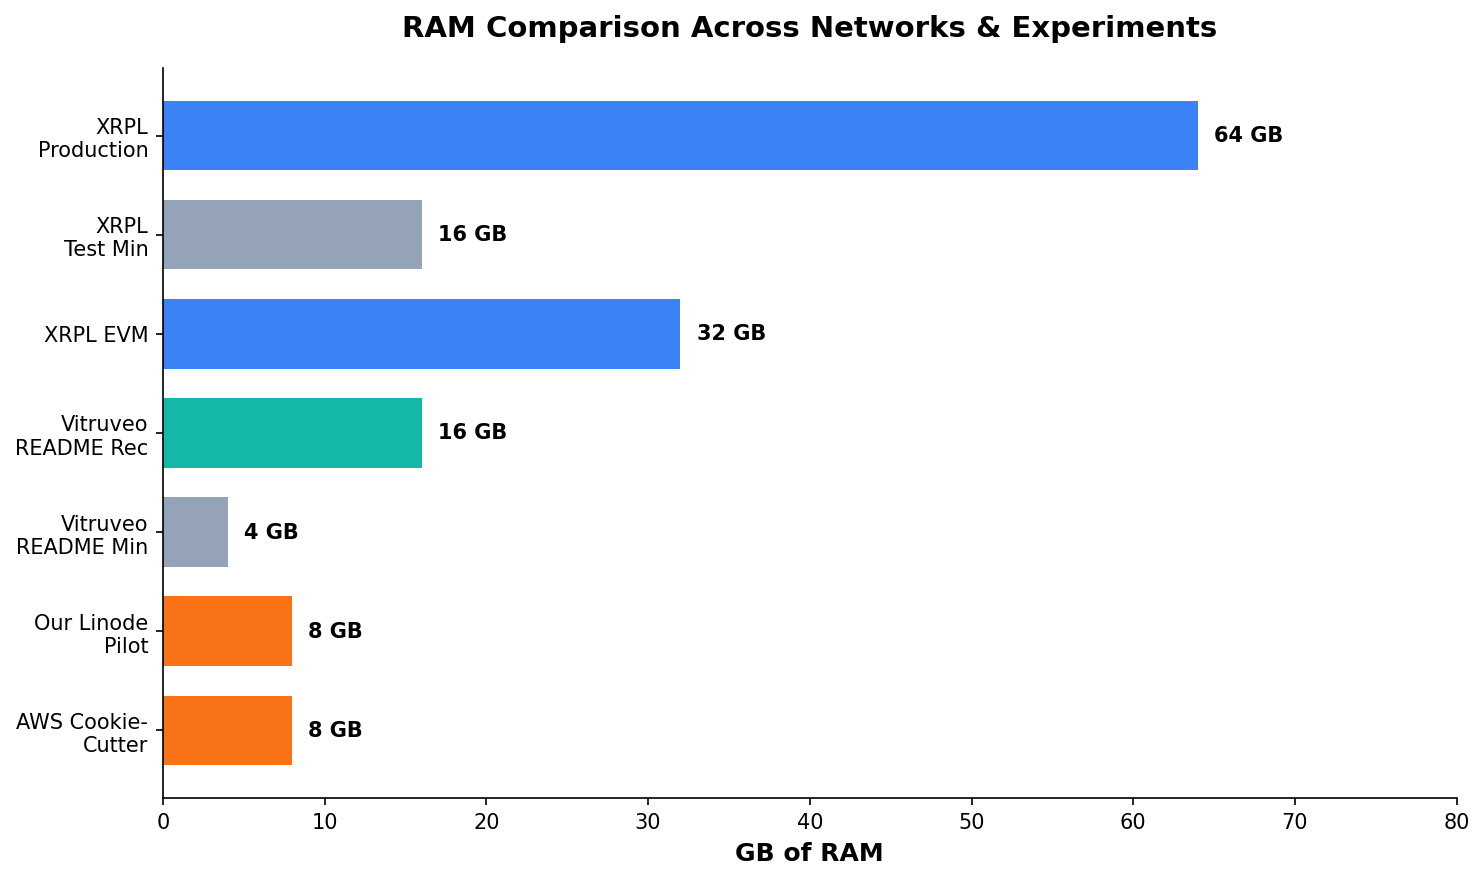 RAM Comparison Across Networks & Experiments
XRPL
Production
64 GB
XRPL
Test Min
16 GB
XRPL EVM
32 GB
Vitruveo
README Rec
16 GB
Vitruveo
README Min
4 GB
Our Linode
Pilot
8 GB
AWS Cookie-
Cutter
8 GB
0 10 20 30 40 50 60 70 80
GB of RAM